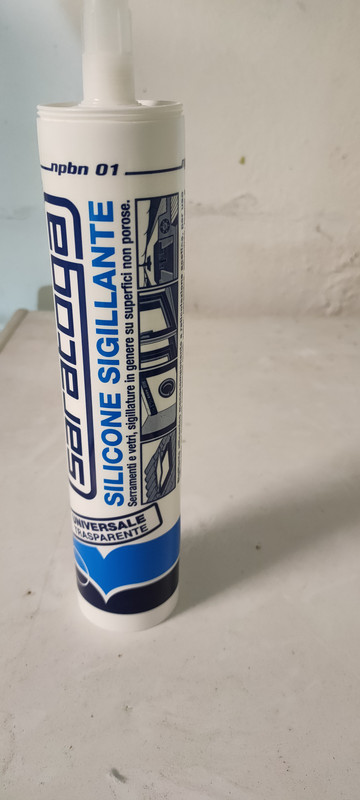 npbn 01
saratoga
SILICONE SIGILLANTE
Serramenti e vetri, sigillature in genere su superfici non porose.
UNIVERSALE
TRASPARENTE